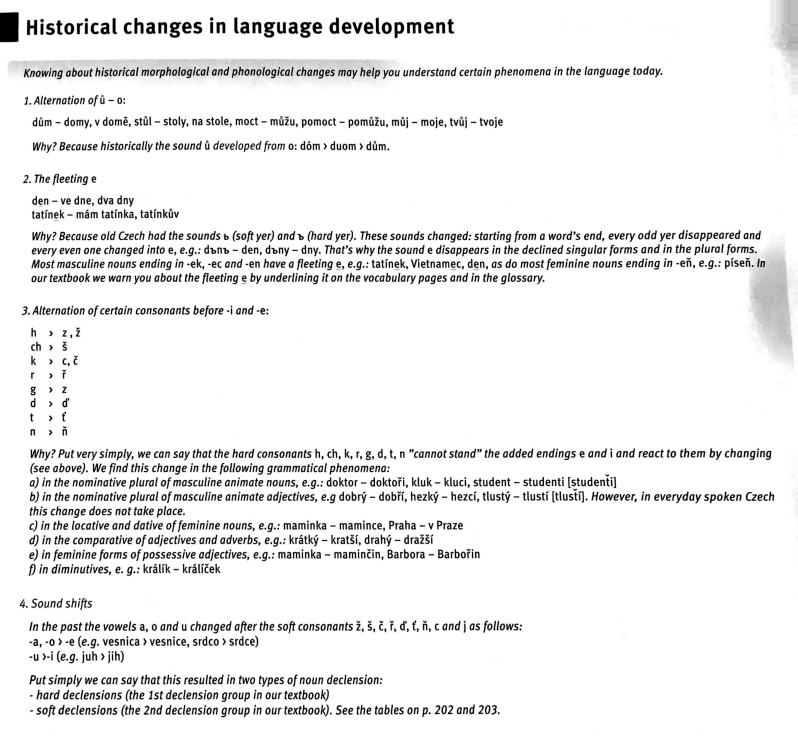 Historical changes in language development
Knowing about historical morphological and phonological changes may help you understand certain phenomena in the language today.
1. Alternation of ů – o:
dům – domy, v domě, stůl – stoly, na stole, moct – můžu, pomoct – pomůžu, můj – moje, tvůj – tvoje
Why? Because historically the sound ů developed from o: dóm › duom › dům.
2. The fleeting e
den – ve dne, dva dny
tatínek – mám tatínka, tatínkův
Why? Because old Czech had the sounds ь (soft yer) and ъ (hard yer). These sounds changed: starting from a word's end, every odd yer disappeared and
every even one changed into e, e.g.: dъnъ – den, dъny – dny. That's why the sound e disappears in the declined singular forms and in the plural forms.
Most masculine nouns ending in -ek, -ec and -en have a fleeting e, e.g.: tatínek, Vietnamec, den, as do most feminine nouns ending in -eň, e.g.: píseň. In
our textbook we warn you about the fleeting e by underlining it on the vocabulary pages and in the glossary.
3. Alternation of certain consonants before -i and -e:
h › z, ž
ch › š
k › c, č
r › ř
g › z
d › ď
t › ť
n › ň
Why? Put very simply, we can say that the hard consonants h, ch, k, r, g, d, t, n "cannot stand" the added endings e and i and react to them by changing
(see above). We find this change in the following grammatical phenomena:
a) in the nominative plural of masculine animate nouns, e.g.: doktor – doktoři, kluk – kluci, student – studenti [studenťi]
b) in the nominative plural of masculine animate adjectives, e.g dobrý – dobří, hezký – hezcí, tlustý – tlustí [tlusťí]. However, in everyday spoken Czech
this change does not take place.
c) in the locative and dative of feminine nouns, e.g.: maminka – mamince, Praha – v Praze
d) in the comparative of adjectives and adverbs, e.g.: krátký – kratší, drahý – dražší
e) in feminine forms of possessive adjectives, e.g.: maminka – maminčin, Barbora – Barbořin
f) in diminutives, e. g.: králík – králíček
4. Sound shifts
In the past the vowels a, o and u changed after the soft consonants ž, š, č, ř, ď, ť, ň, c and j as follows:
-a, -o › -e (e.g. vesnica › vesnice, srdco › srdce)
-u ›-i (e.g. juh › jih)
Put simply we can say that this resulted in two types of noun declension:
- hard declensions (the 1st declension group in our textbook)
- soft declensions (the 2nd declension group in our textbook). See the tables on p. 202 and 203.